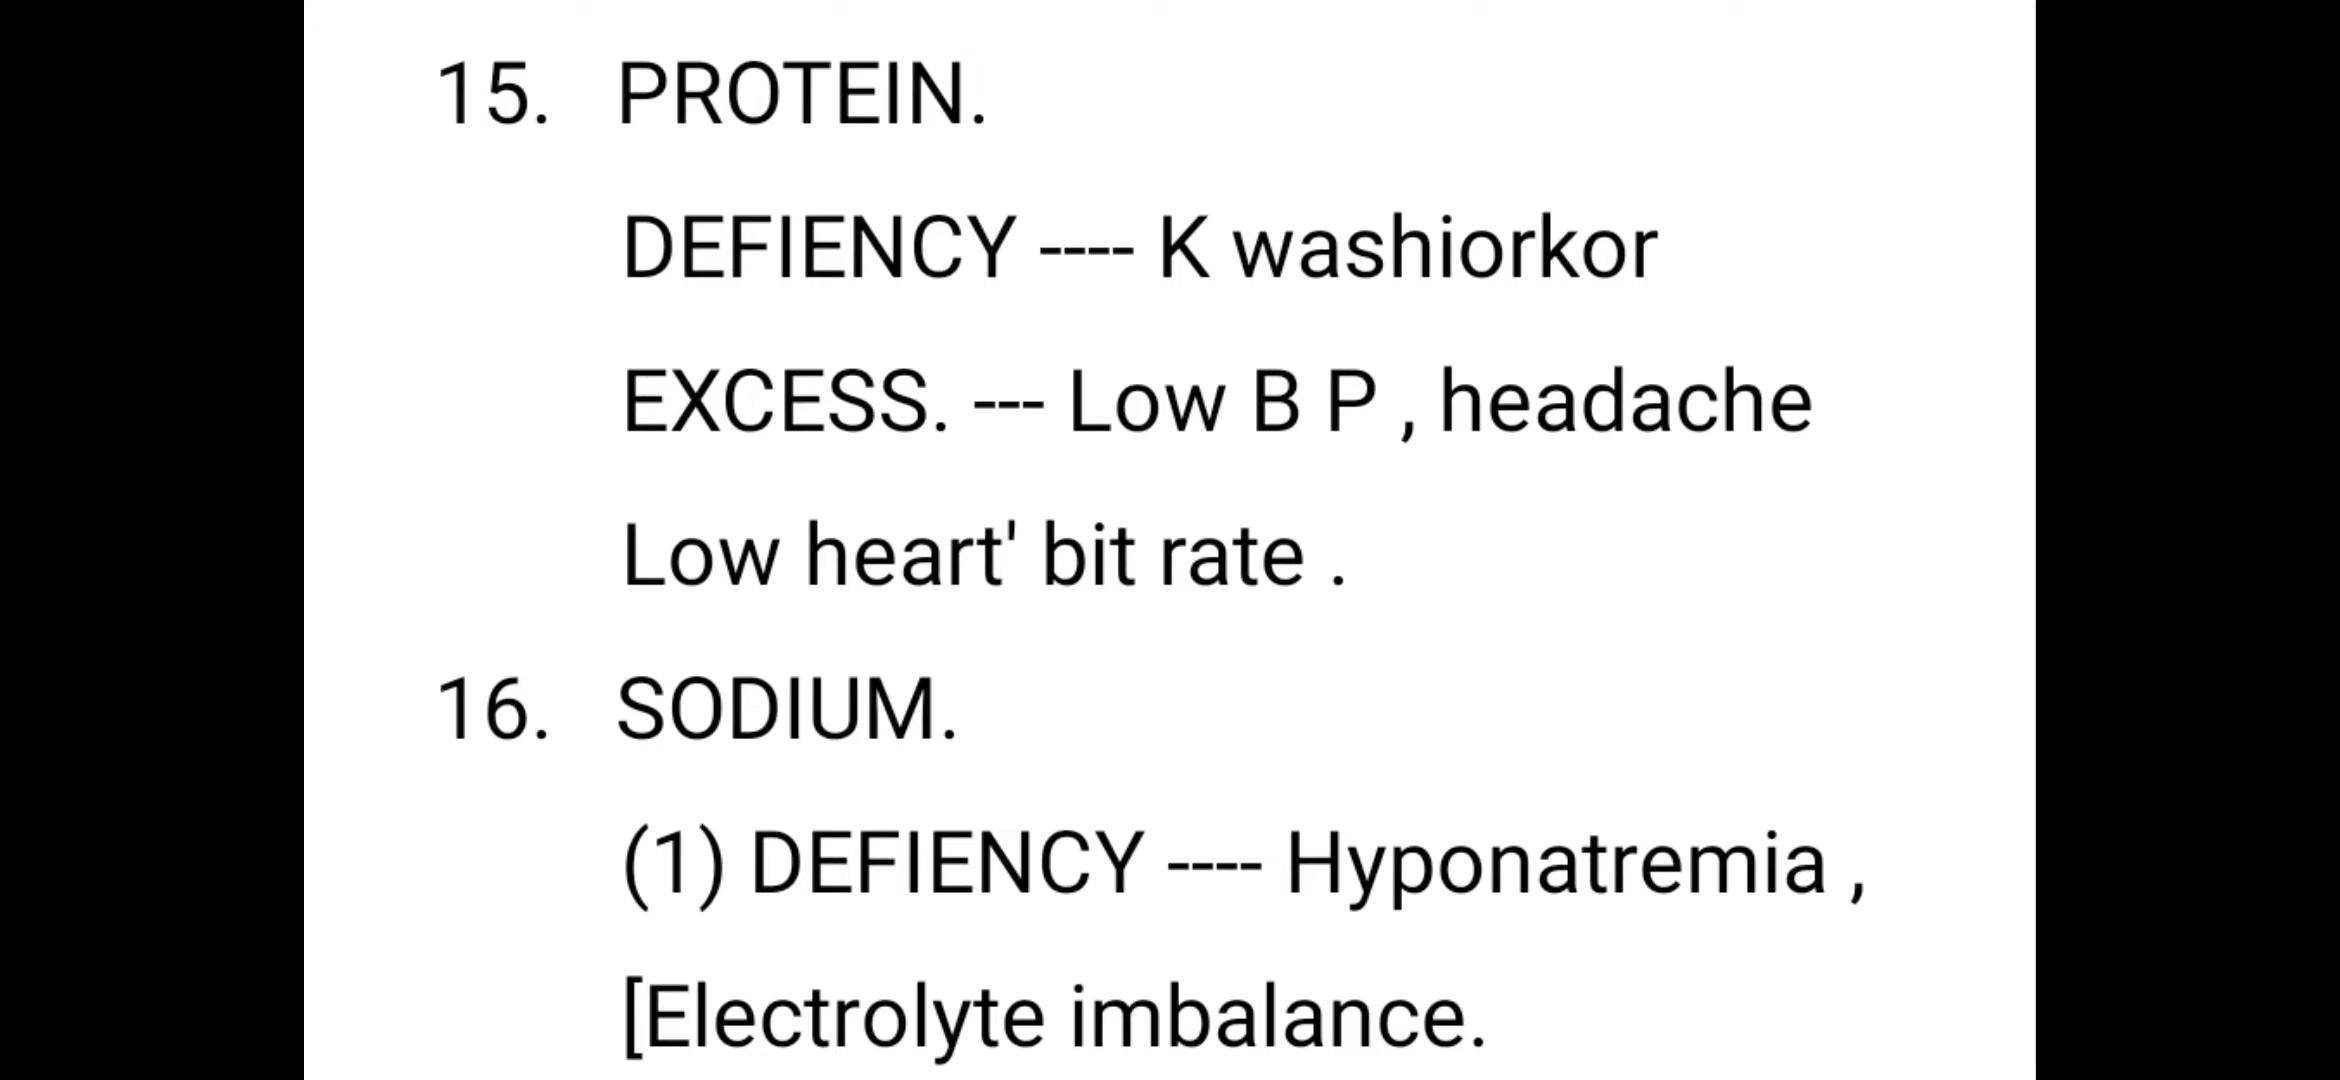 15. PROTEIN.
DEFIENCY ---- K washiorkor
EXCESS. --- Low B P , headache
Low heart' bit rate .
16. SODIUM.
(1) DEFIENCY ---- Hyponatremia ,
[Electrolyte imbalance.